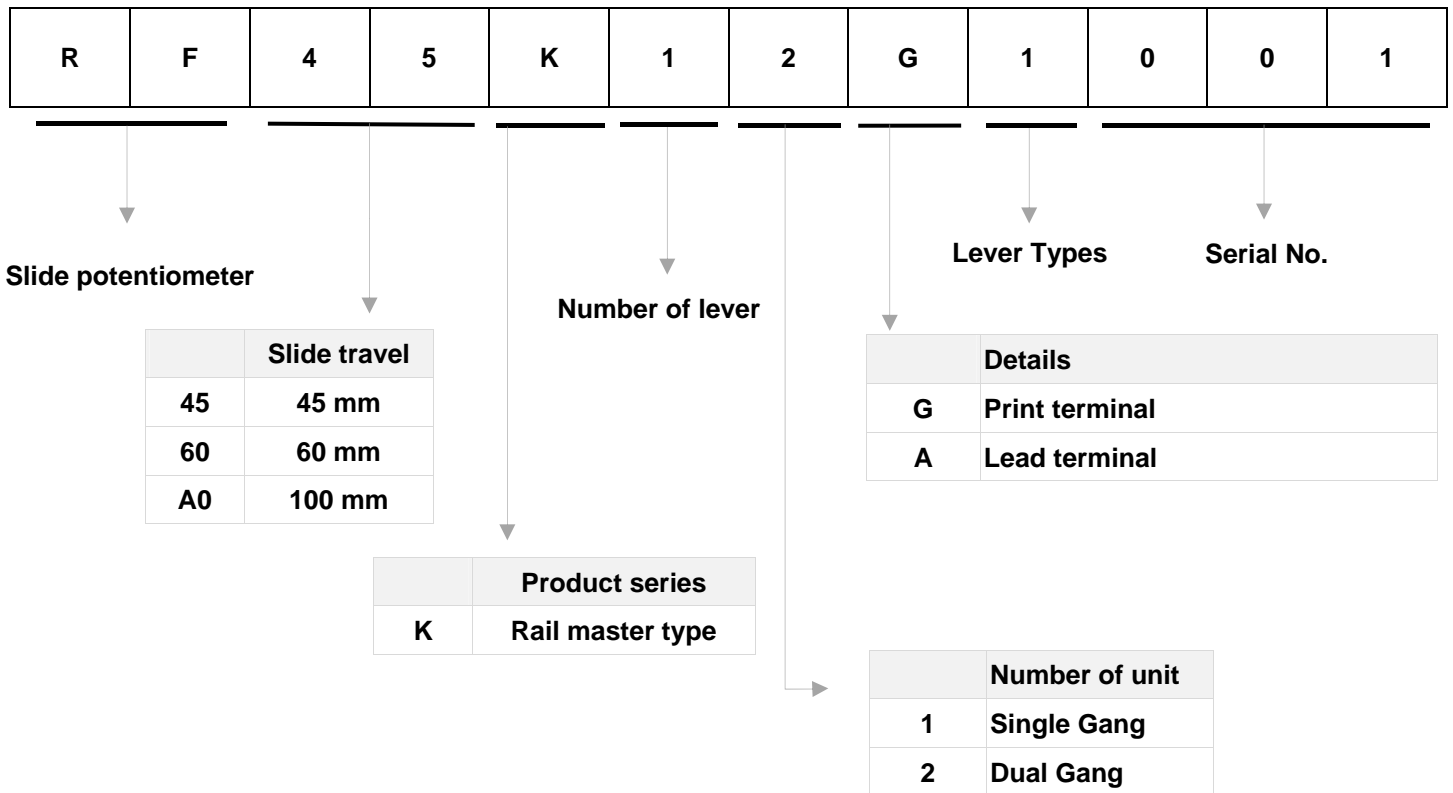 R F 4 5 K 1 2 G 1 0 0 1
Slide potentiometer
Slide travel
45 45 mm
60 60 mm
A0 100 mm
Product series
K Rail master type
Number of lever
Number of unit
1 Single Gang
2 Dual Gang
Details
G Print terminal
A Lead terminal
Lever Types
Serial No.